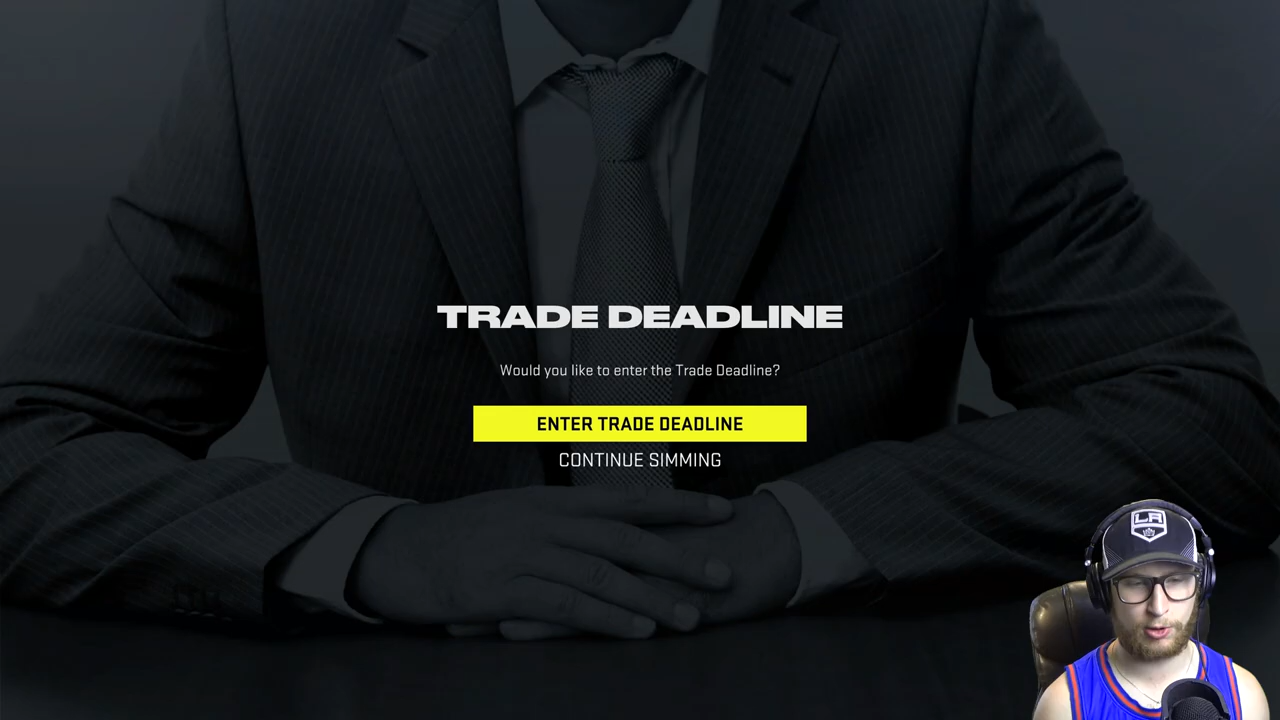 TRADE DEADLINE
Would you like to enter the Trade Deadline?
ENTER TRADE DEADLINE
CONTINUE SIMMING
LA